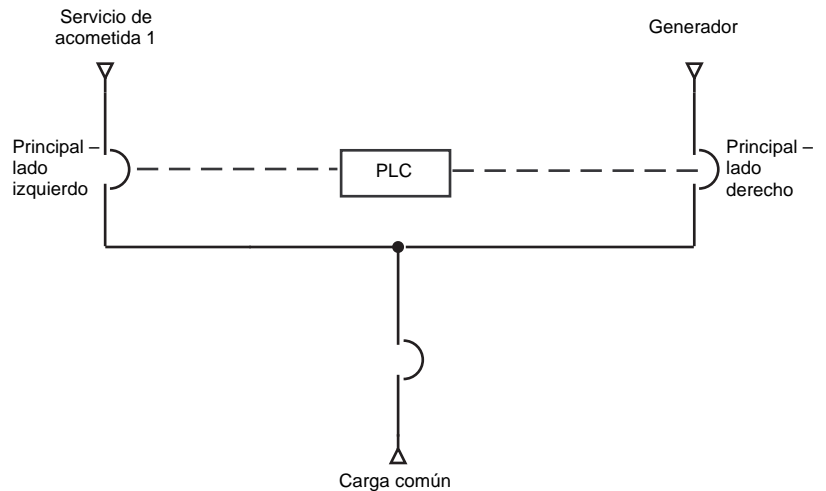 Servicio de
acometida 1
Generador
Principal –
lado
izquierdo
PLC
Principal –
lado
derecho
Carga común